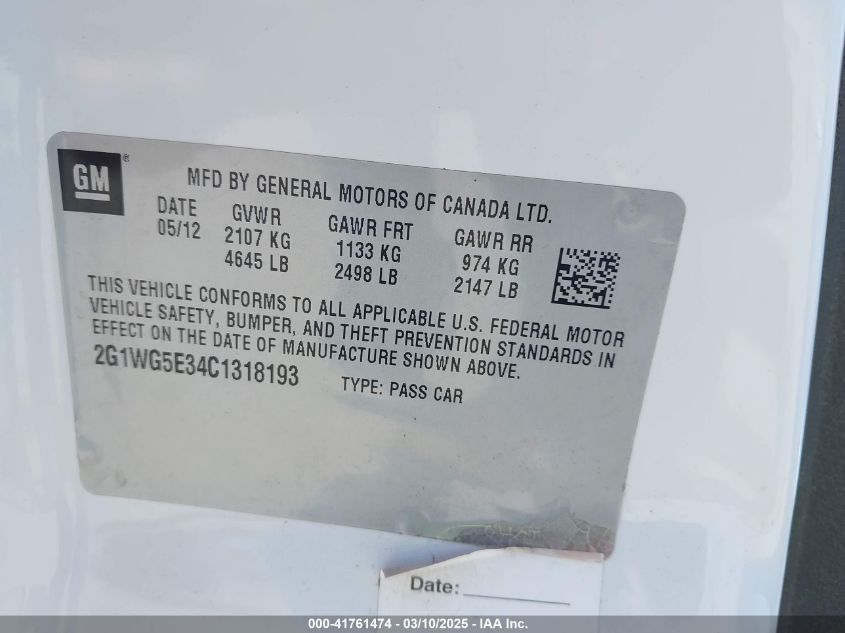 GM ®
MFD BY GENERAL MOTORS OF CANADA LTD.
DATE GVWR GAWR FRT GAWR RR
05/12 2107 KG 1133 KG 974 KG
4645 LB 2498 LB 2147 LB
THIS VEHICLE CONFORMS TO ALL APPLICABLE U.S. FEDERAL MOTOR
VEHICLE SAFETY, BUMPER, AND THEFT PREVENTION STANDARDS IN
EFFECT ON THE DATE OF MANUFACTURE SHOWN ABOVE.
2G1WG5E34C1318193 TYPE: PASS CAR
Date:
000-41761474 — 03/10/2025 — IAA Inc.